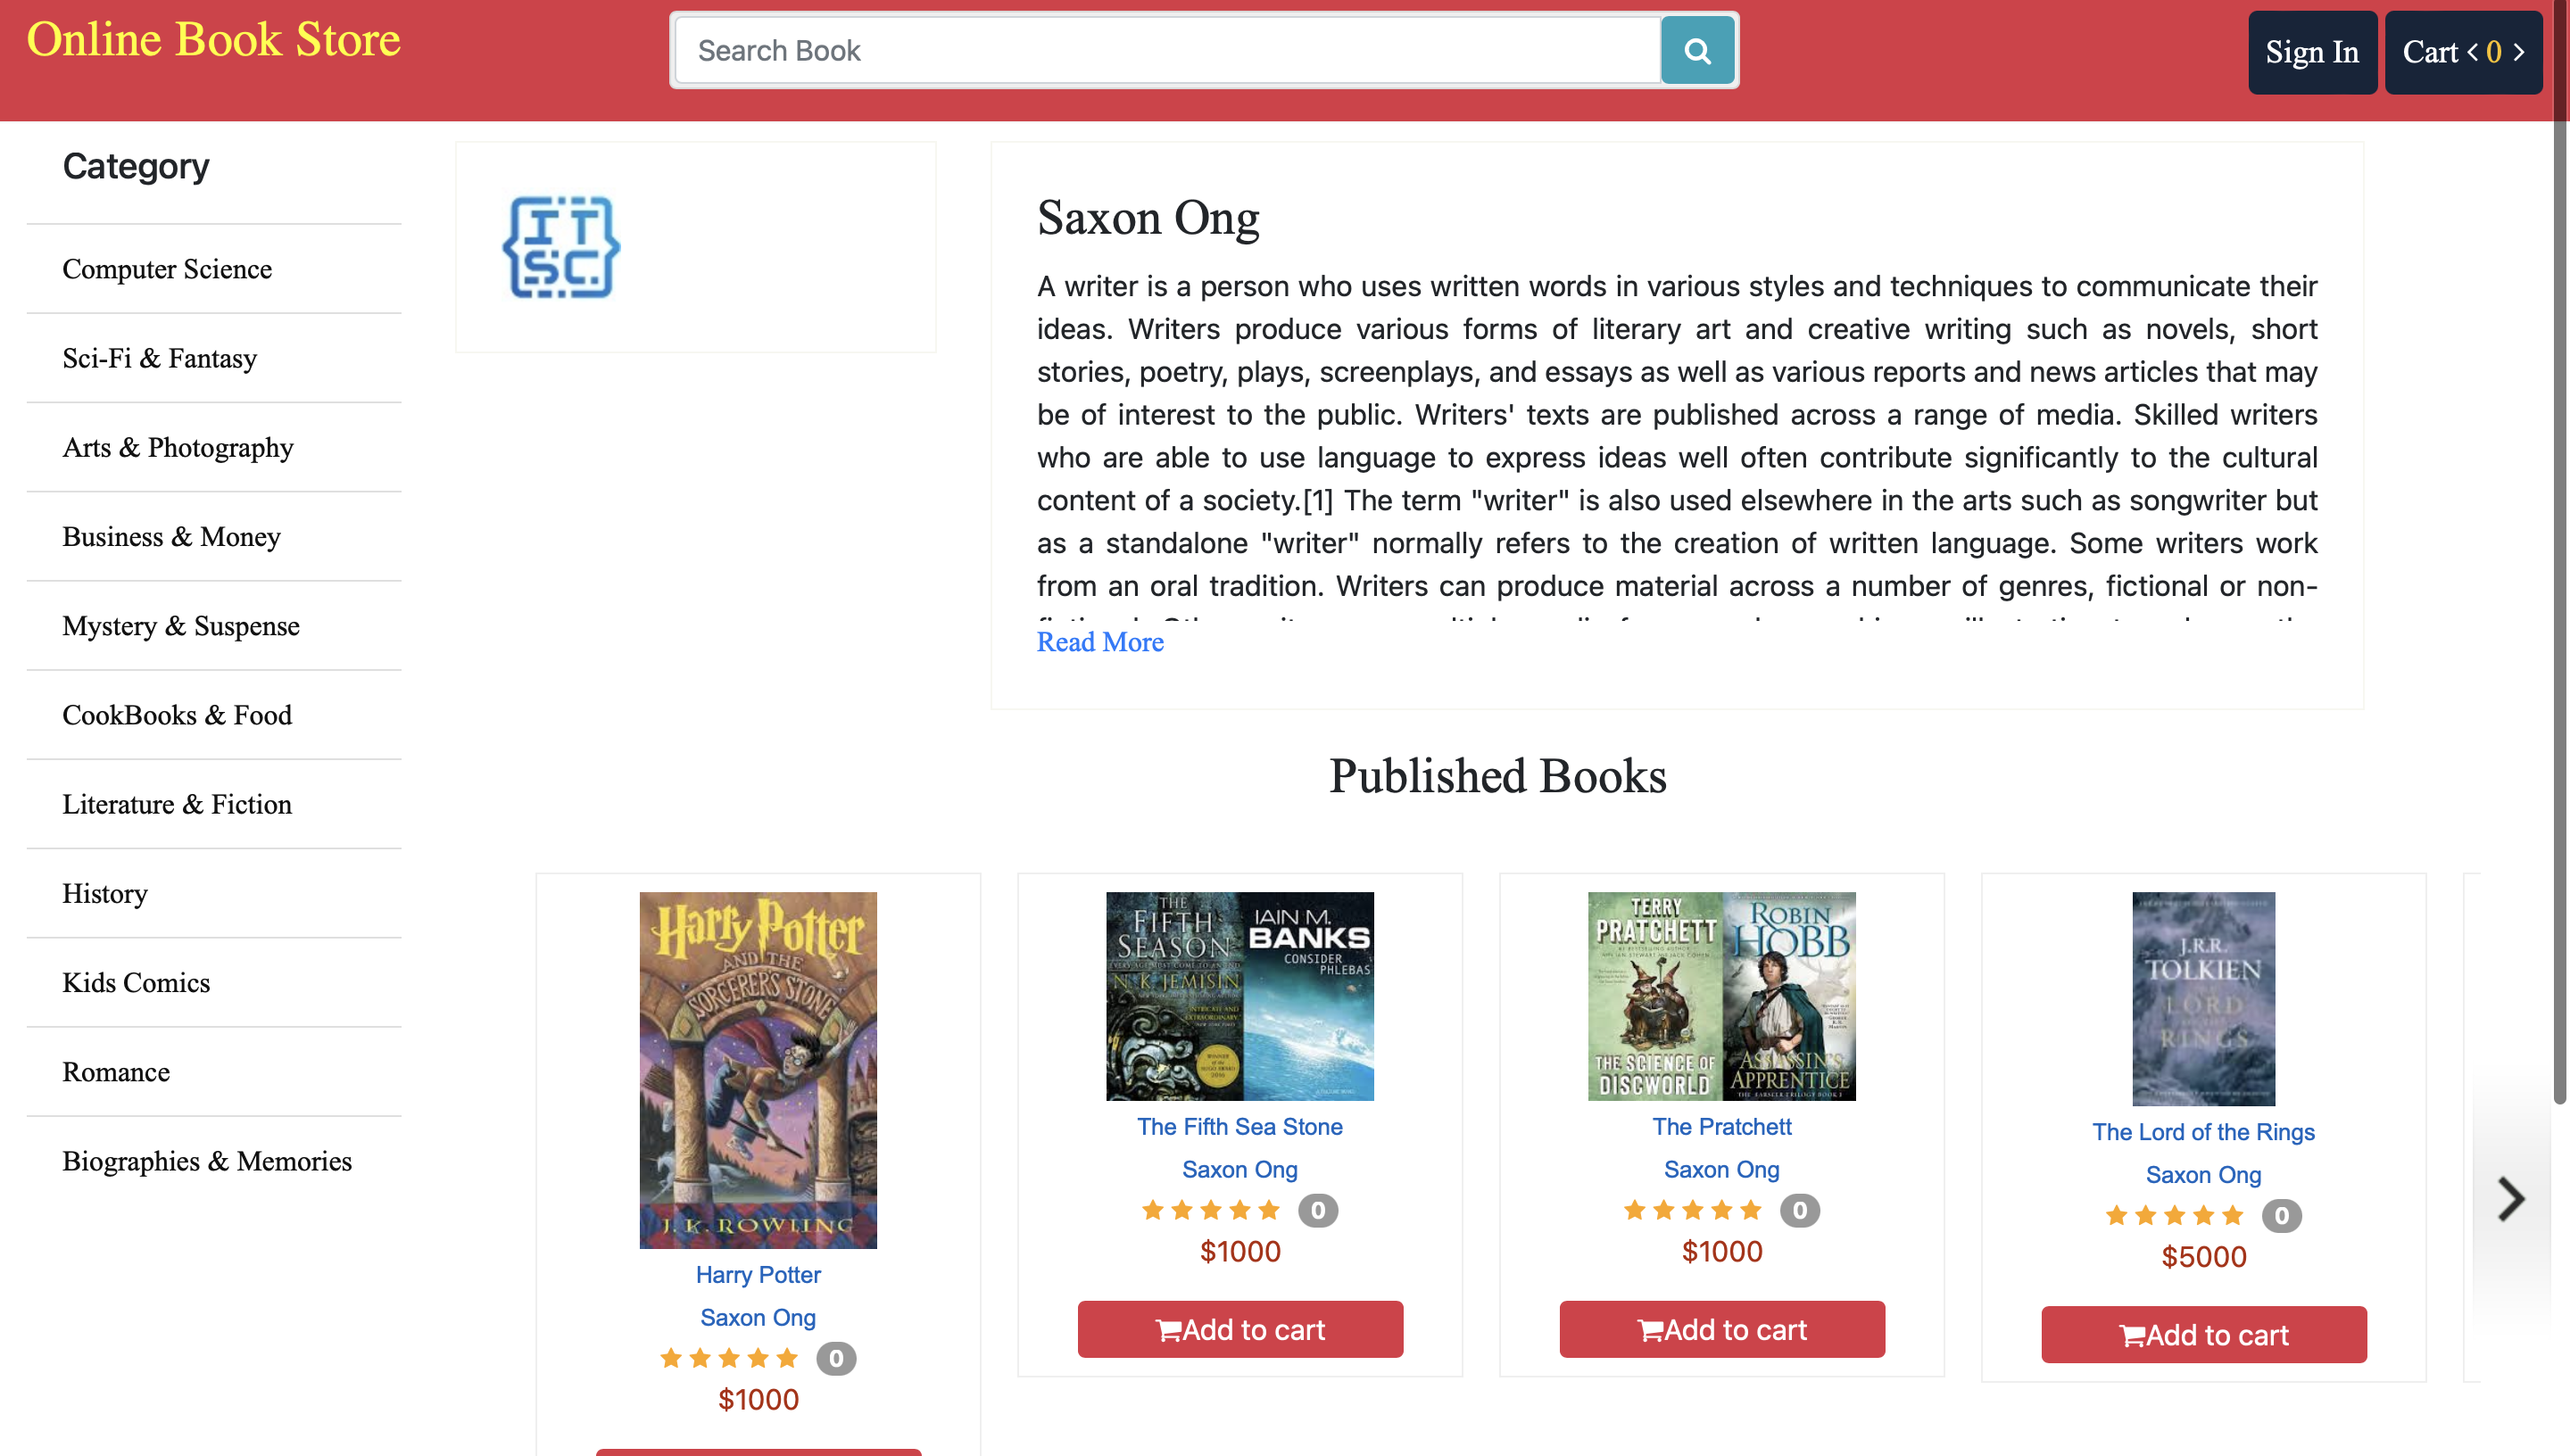 Online Book Store
Search Book
Sign In
Cart < 0 >
Category
Computer Science
Sci-Fi & Fantasy
Arts & Photography
Business & Money
Mystery & Suspense
CookBooks & Food
Literature & Fiction
History
Kids Comics
Romance
Biographies & Memories
IT
SC
Saxon Ong
A writer is a person who uses written words in various styles and techniques to communicate their
ideas. Writers produce various forms of literary art and creative writing such as novels, short
stories, poetry, plays, screenplays, and essays as well as various reports and news articles that may
be of interest to the public. Writers' texts are published across a range of media. Skilled writers
who are able to use language to express ideas well often contribute significantly to the cultural
content of a society.[1] The term "writer" is also used elsewhere in the arts such as songwriter but
as a standalone "writer" normally refers to the creation of written language. Some writers work
from an oral tradition. Writers can produce material across a number of genres, fictional or non-
Read More
Published Books
Harry Potter
AND THE
SORCERER'S STONE
J.K. ROWLING
Harry Potter
Saxon Ong
0
$1000
THE
FIFTH
SEASON
N. K. JEMISIN
IAIN M.
BANKS
CONSIDER
PHLEBAS
The Fifth Sea Stone
Saxon Ong
0
$1000
Add to cart
TERRY
PRATCHETT
THE SCIENCE OF
DISCWORLD
ROBIN
HOBB
ASSASSIN'S
APPRENTICE
The Pratchett
Saxon Ong
0
$1000
Add to cart
J.R.R.
TOLKIEN
LORD
RINGS
The Lord of the Rings
Saxon Ong
0
$5000
Add to cart